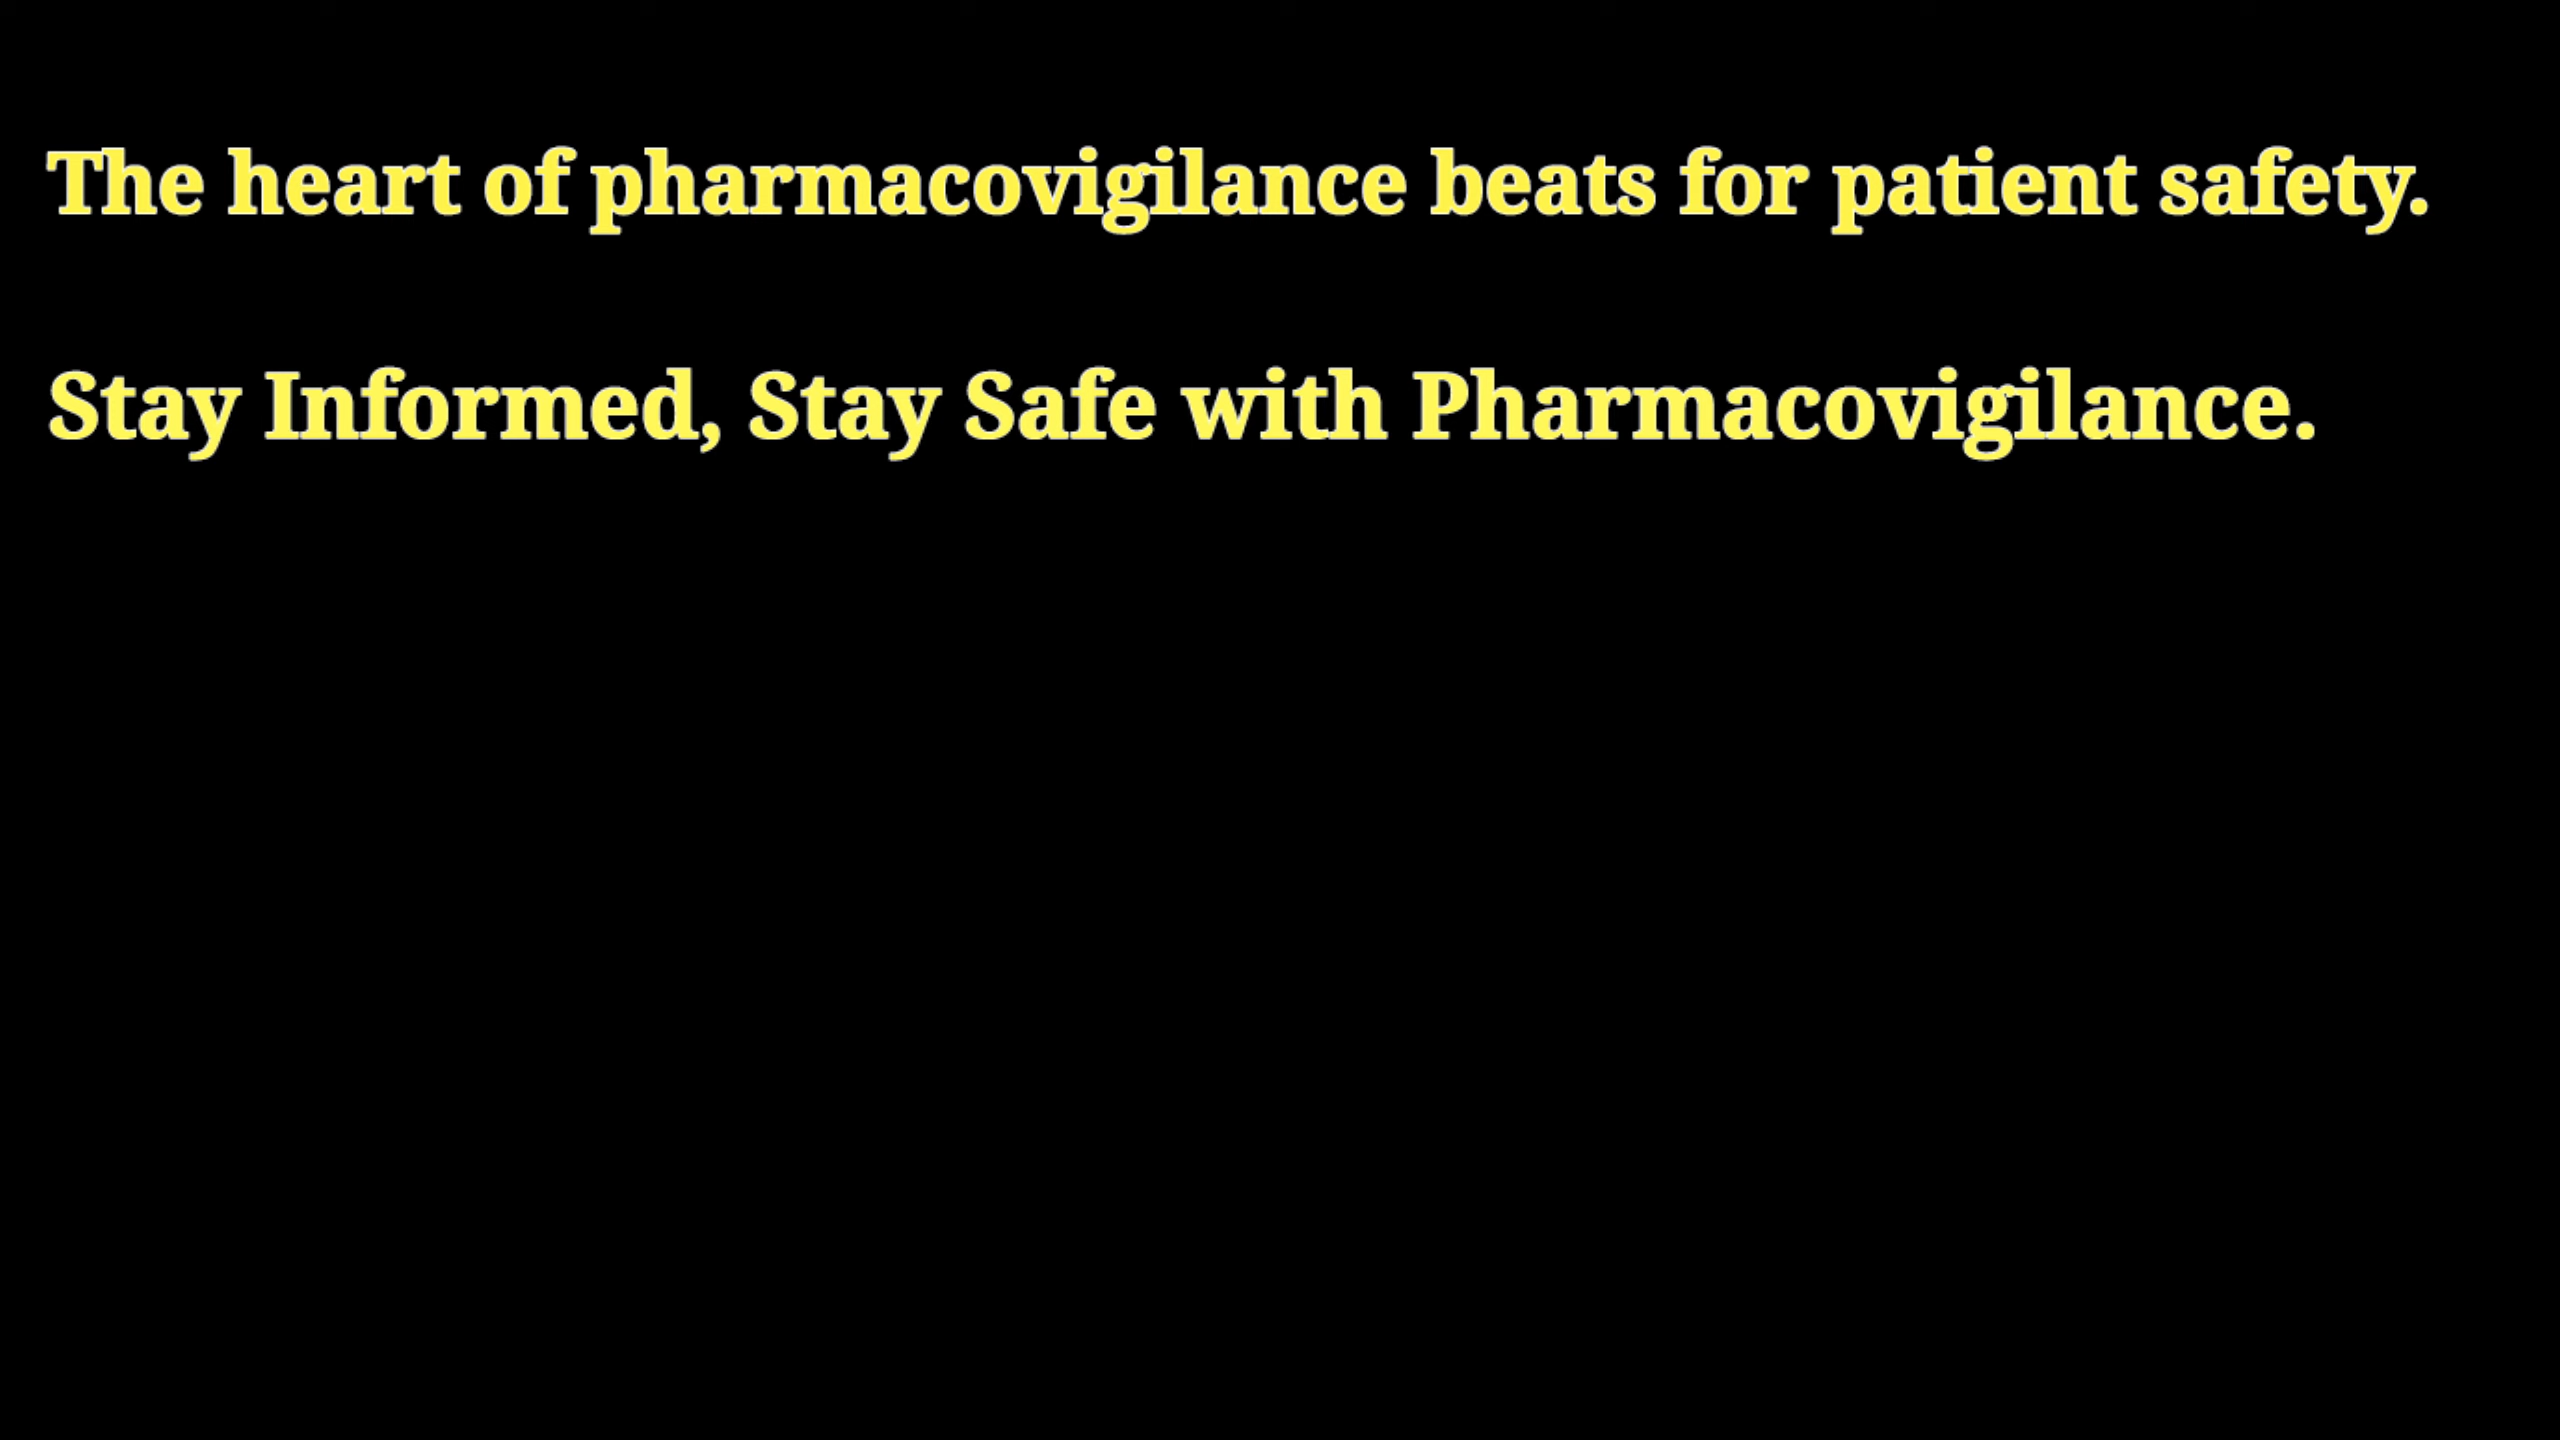 The heart of pharmacovigilance beats for patient safety.
Stay Informed, Stay Safe with Pharmacovigilance.